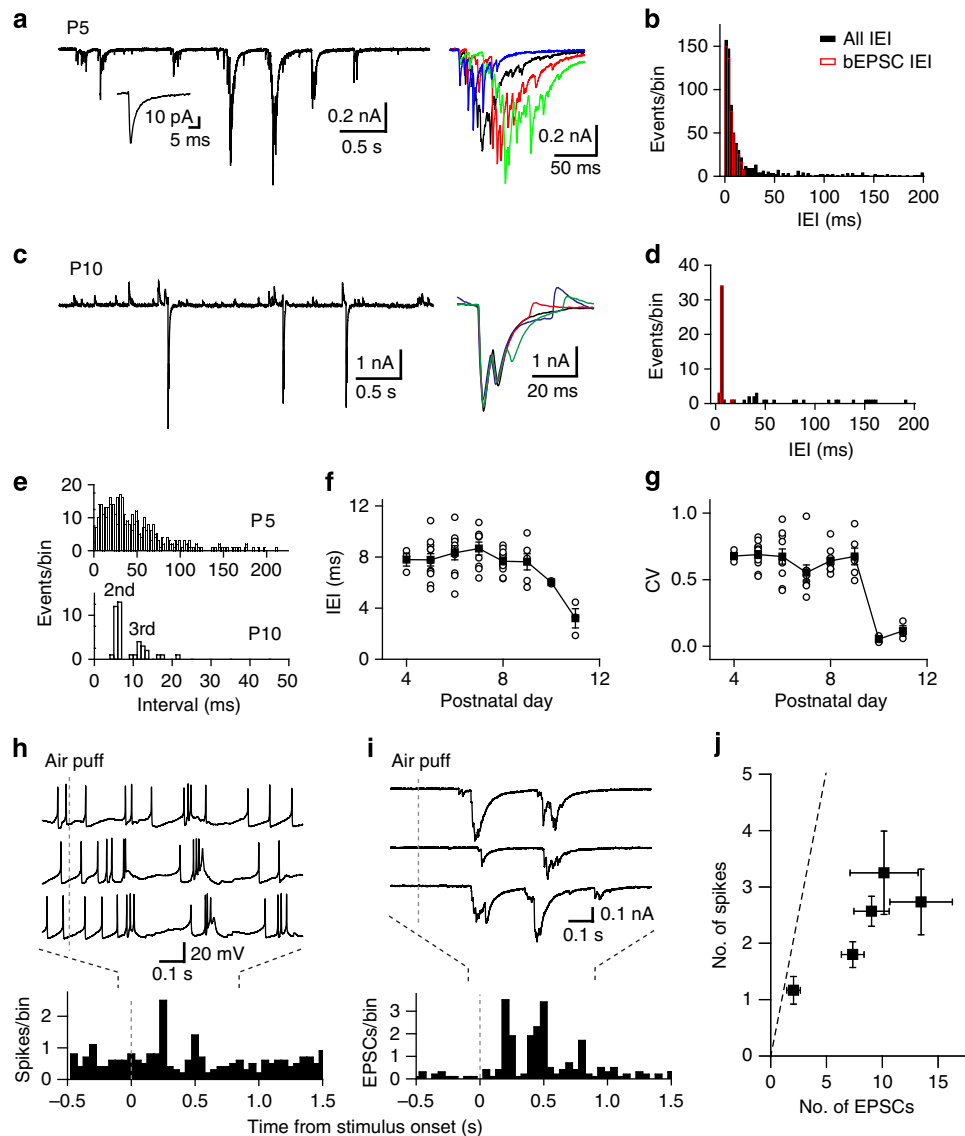 a
P5
10 pA
5 ms
0.2 nA
0.5 s
0.2 nA
50 ms
b
All IEI
bEPSC IEI
Events/bin
150
100
50
0
0 50 100 150 200
IEI (ms)
c
P10
1 nA
0.5 s
1 nA
20 ms
d
Events/bin
40
30
20
10
0
0 50 100 150 200
IEI (ms)
e
Events/bin
20
10
0
P5
0 50 100 150 200
10
5
0
2nd
3rd
P10
0 10 20 30 40 50
Interval (ms)
f
IEI (ms)
12
8
4
0
4 8 12
Postnatal day
g
CV
1.0
0.5
0.0
4 8 12
Postnatal day
h
Air puff
20 mV
0.1 s
Spikes/bin
2
1
0
–0.5 0 0.5 1.0 1.5
i
Air puff
0.1 nA
0.1 s
EPSCs/bin
3
2
1
0
–0.5 0 0.5 1.0 1.5
Time from stimulus onset (s)
j
No. of spikes
5
4
3
2
1
0
0 5 10 15
No. of EPSCs